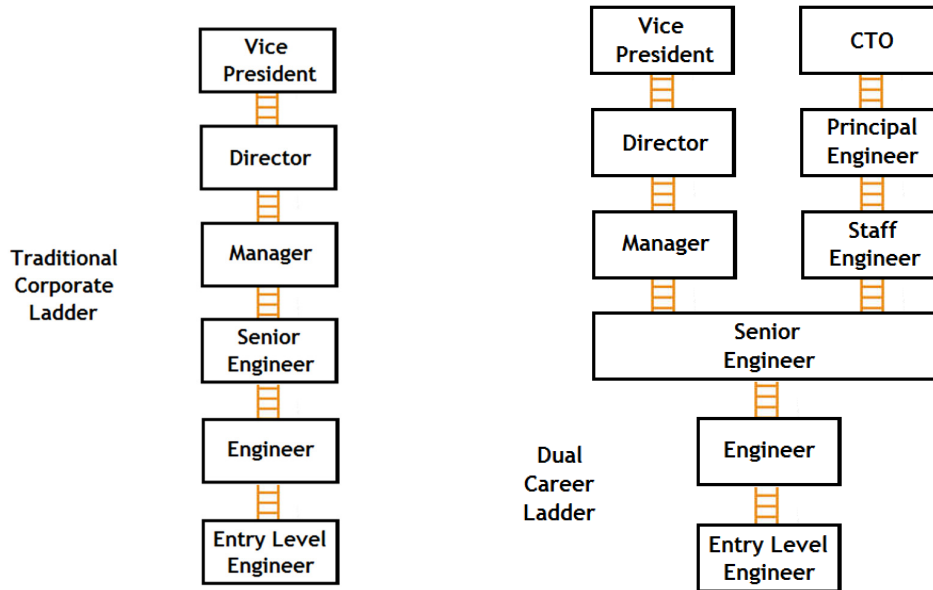 Traditional
Corporate
Ladder
Vice
President
Director
Manager
Senior
Engineer
Engineer
Entry Level
Engineer
Dual
Career
Ladder
Vice
President
CTO
Director
Principal
Engineer
Manager
Staff
Engineer
Senior
Engineer
Engineer
Entry Level
Engineer